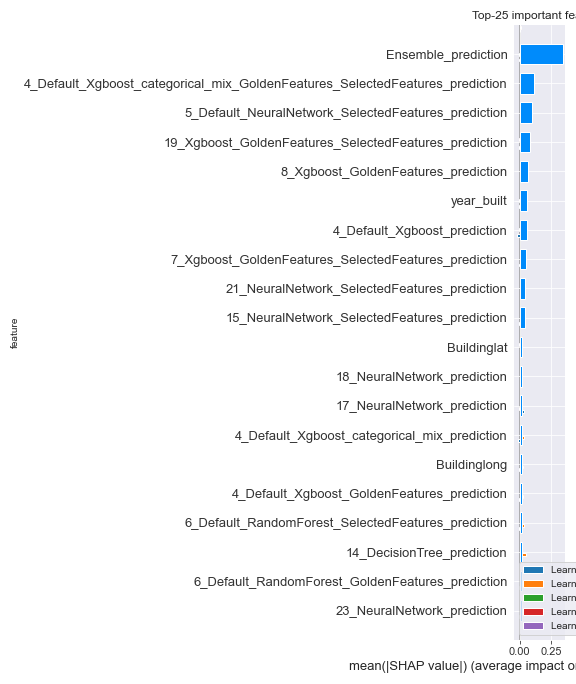 Top-25 important fea
Ensemble_prediction
4_Default_Xgboost_categorical_mix_GoldenFeatures_SelectedFeatures_prediction
5_Default_NeuralNetwork_SelectedFeatures_prediction
19_Xgboost_GoldenFeatures_SelectedFeatures_prediction
8_Xgboost_GoldenFeatures_prediction
year_built
4_Default_Xgboost_prediction
7_Xgboost_GoldenFeatures_SelectedFeatures_prediction
21_NeuralNetwork_SelectedFeatures_prediction
15_NeuralNetwork_SelectedFeatures_prediction
feature
Buildinglat
18_NeuralNetwork_prediction
17_NeuralNetwork_prediction
4_Default_Xgboost_categorical_mix_prediction
Buildinglong
4_Default_Xgboost_GoldenFeatures_prediction
6_Default_RandomForest_SelectedFeatures_prediction
14_DecisionTree_prediction
6_Default_RandomForest_GoldenFeatures_prediction
23_NeuralNetwork_prediction
Learn
Learn
Learn
Learn
Learn
0.00 0.25
mean(|SHAP value|) (average impact o